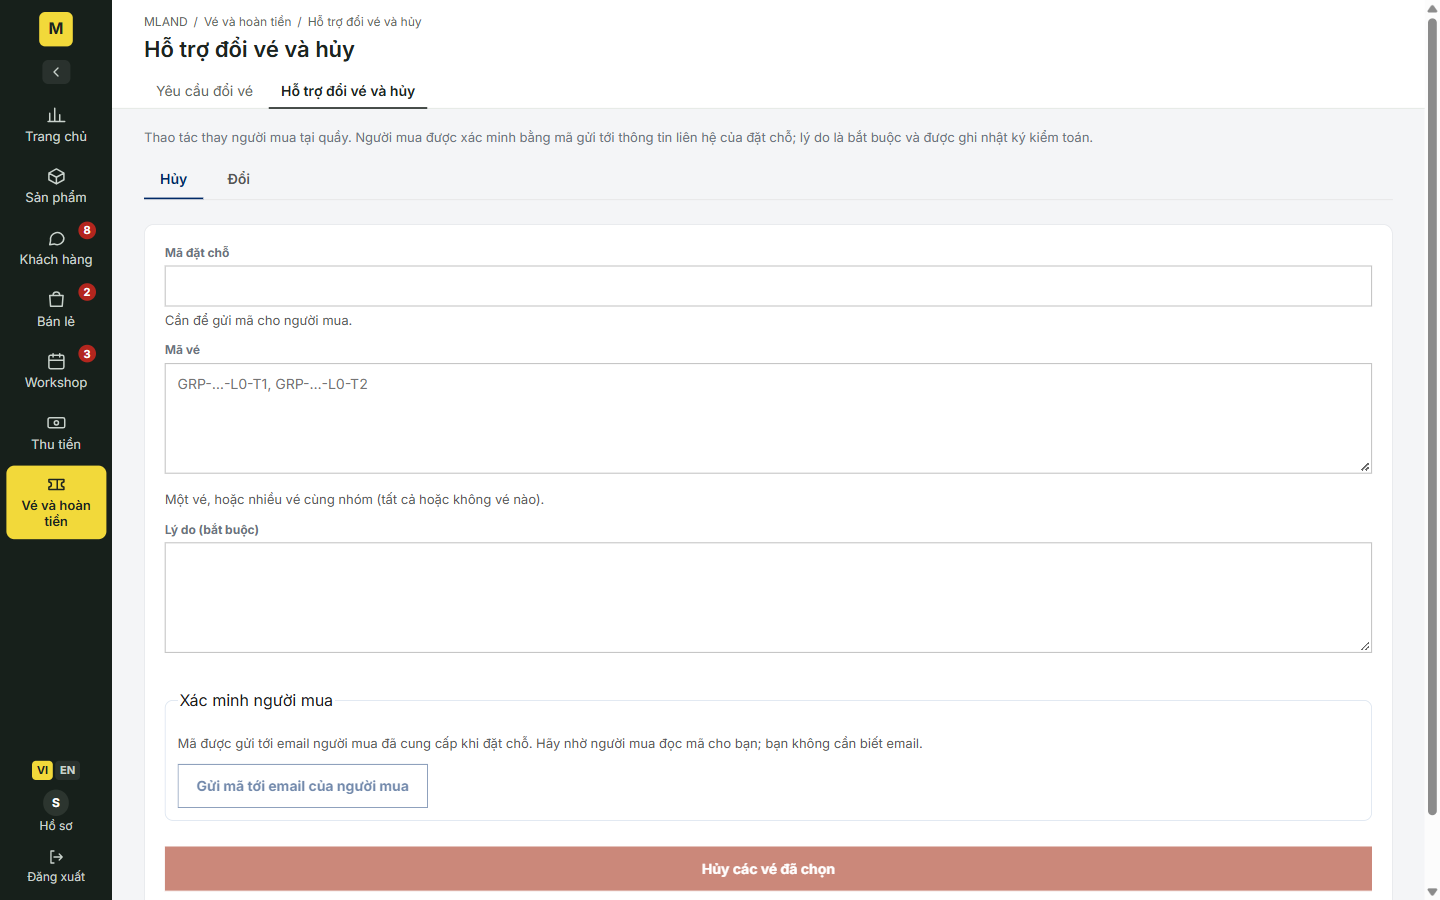 M
Trang chủ
Sản phẩm
8
Khách hàng
2
Bán lẻ
3
Workshop
Thu tiền
Vé và hoàn
tiền
VI EN
S
Hồ sơ
Đăng xuất
MLAND / Vé và hoàn tiền / Hỗ trợ đổi vé và hủy
Hỗ trợ đổi vé và hủy
Yêu cầu đổi vé Hỗ trợ đổi vé và hủy
Thao tác thay người mua tại quầy. Người mua được xác minh bằng mã gửi tới thông tin liên hệ của đặt chỗ; lý do là bắt buộc và được ghi nhật ký kiểm toán.
Hủy Đổi
Mã đặt chỗ
Cần để gửi mã cho người mua.
Mã vé
GRP-...-L0-T1, GRP-...-L0-T2
Một vé, hoặc nhiều vé cùng nhóm (tất cả hoặc không vé nào).
Lý do (bắt buộc)
Xác minh người mua
Mã được gửi tới email người mua đã cung cấp khi đặt chỗ. Hãy nhờ người mua đọc mã cho bạn; bạn không cần biết email.
Gửi mã tới email của người mua
Hủy các vé đã chọn